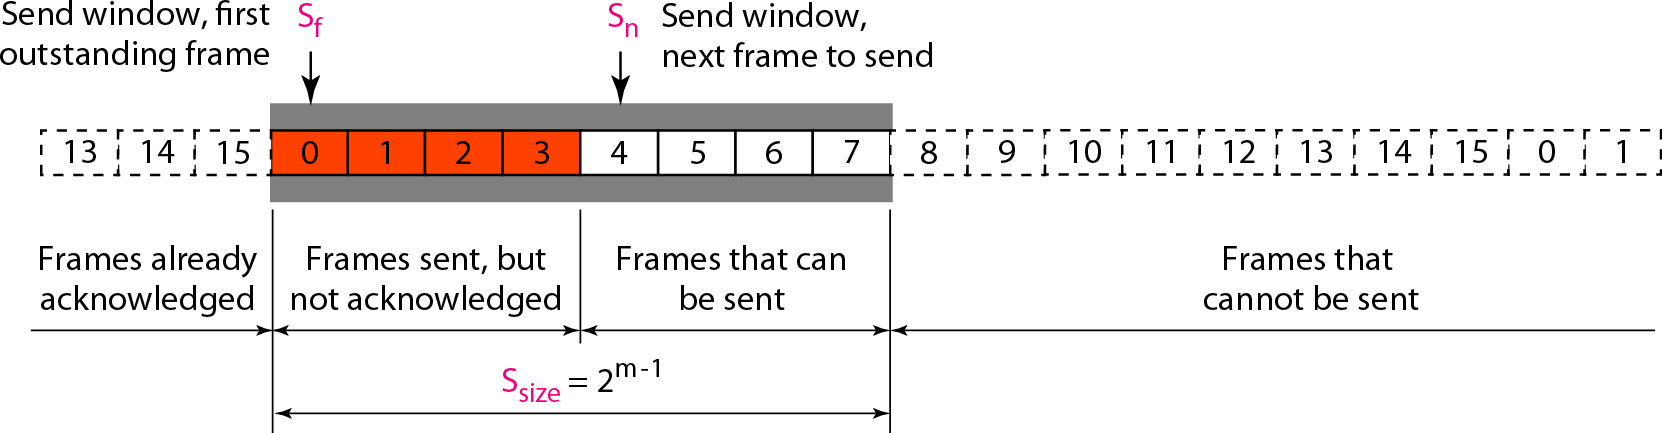 Send window, first
outstanding frame
Sf
Sn
Send window,
next frame to send
13 14 15 0 1 2 3 4 5 6 7 8 9 10 11 12 13 14 15 0 1
Frames already
acknowledged
Frames sent, but
not acknowledged
Frames that can
be sent
Frames that
cannot be sent
Ssize = 2^m-1